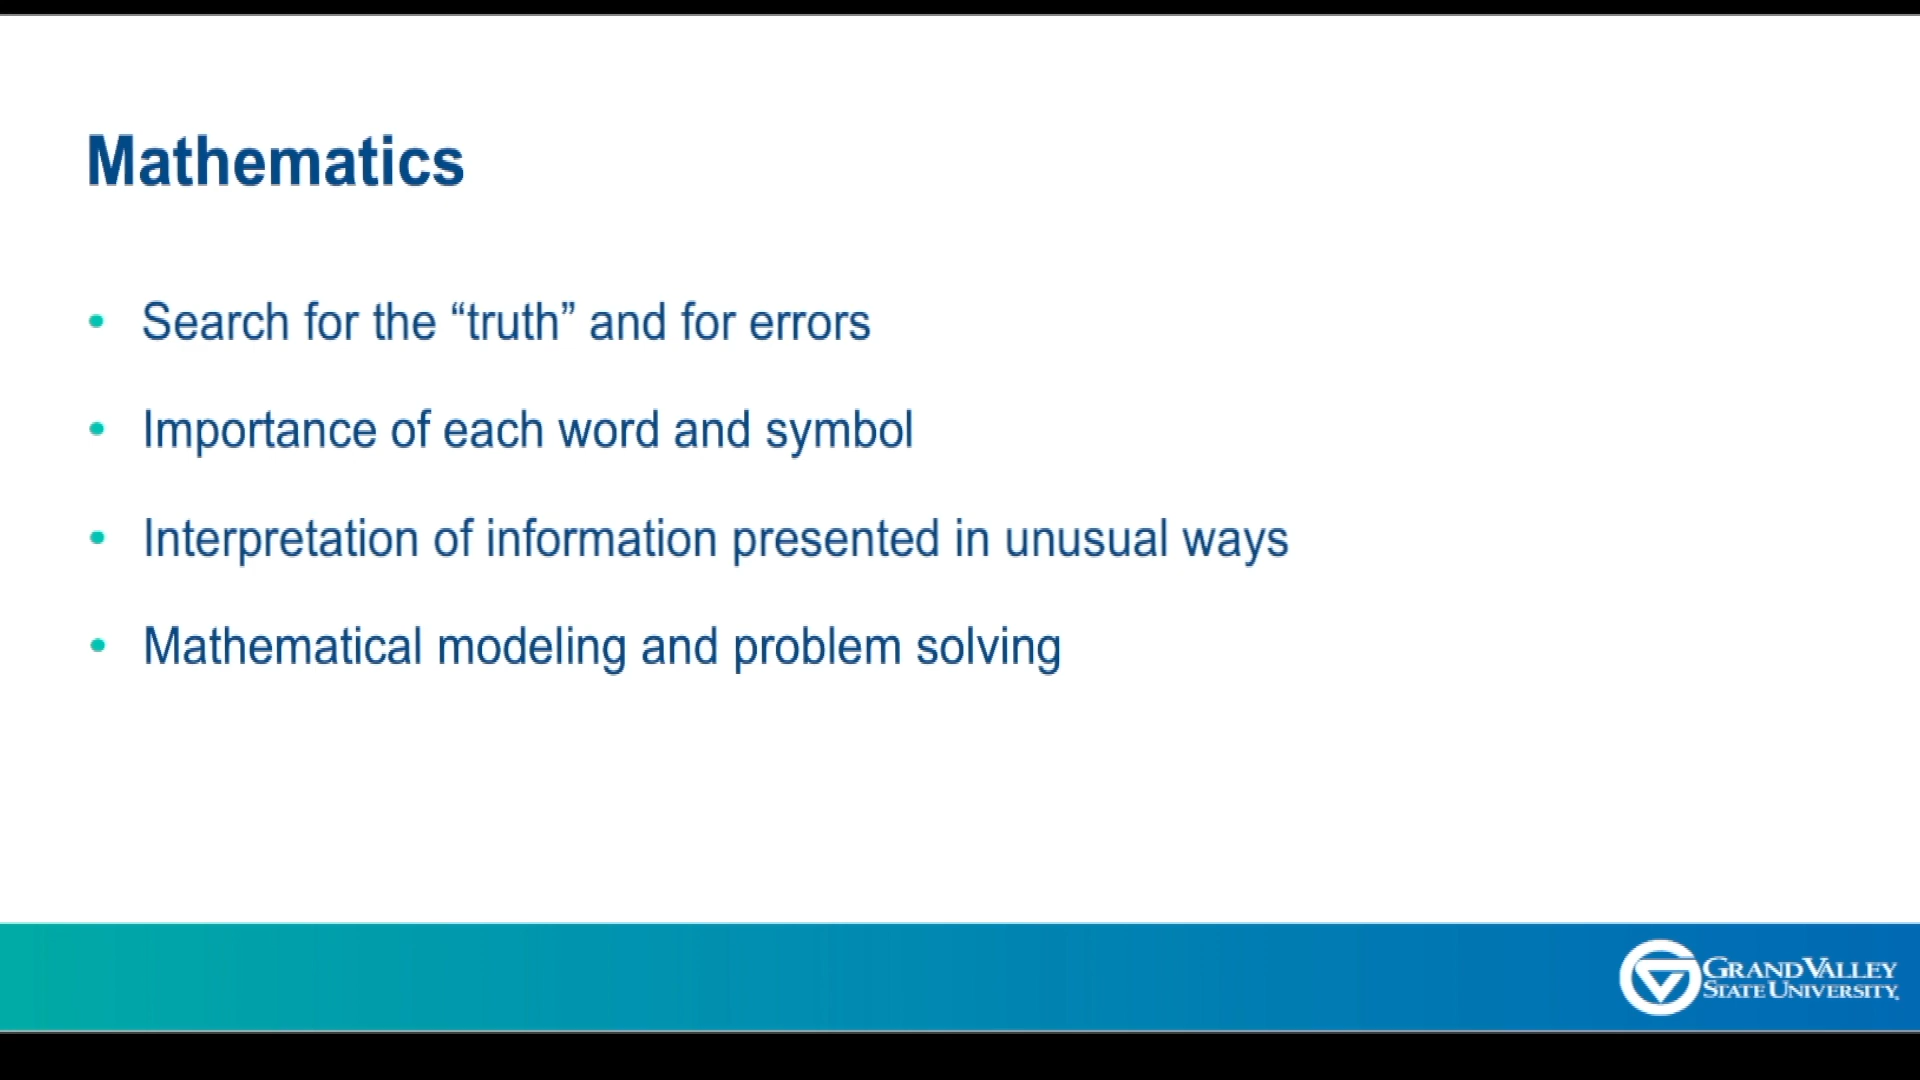 Mathematics
• Search for the “truth” and for errors
• Importance of each word and symbol
• Interpretation of information presented in unusual ways
• Mathematical modeling and problem solving
GRAND VALLEY
STATE UNIVERSITY